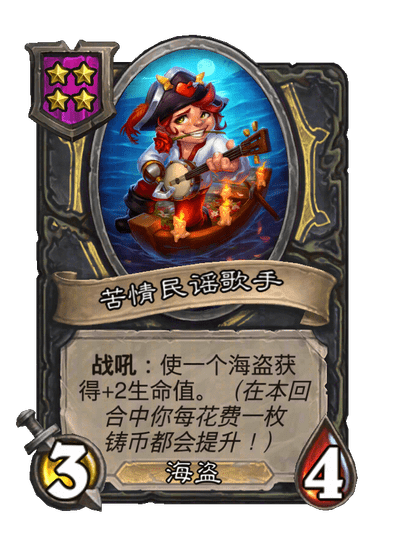 苦情民谣歌手
战吼：使一个海盗获
得+2生命值。（在本回
合中你每花费一枚
铸币都会提升！）
3
海盗
4